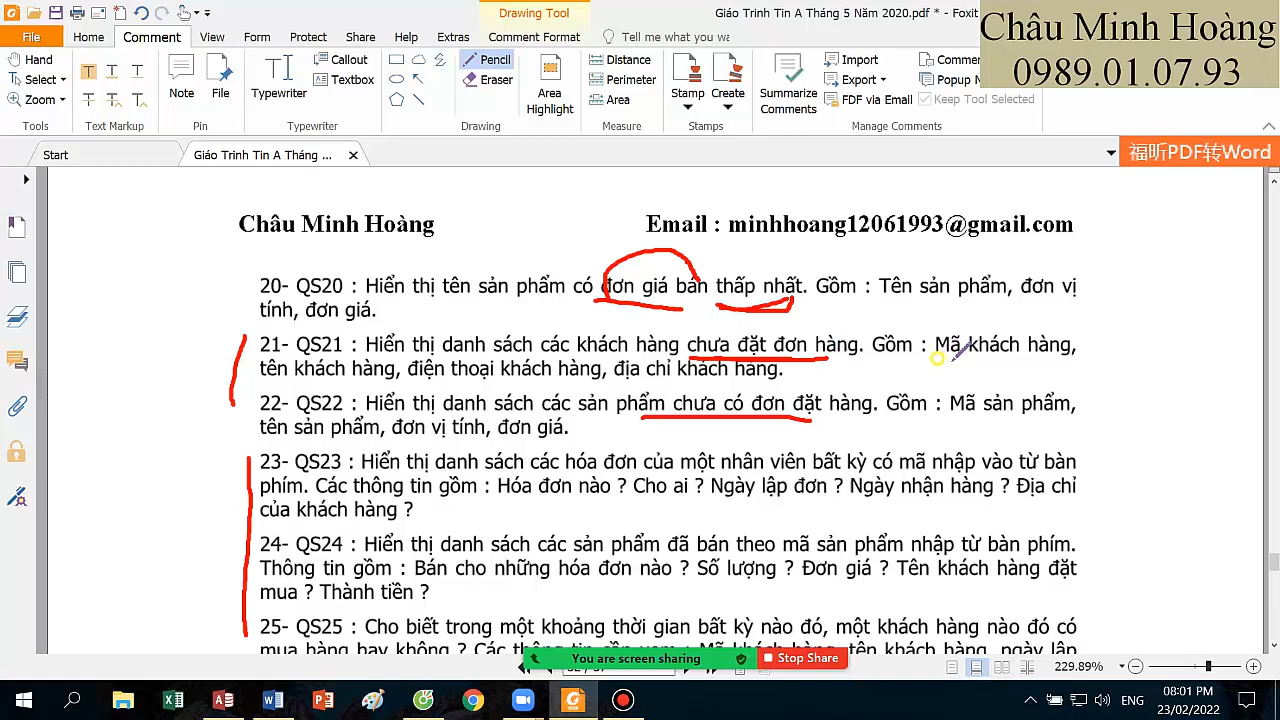 Drawing Tool
Giáo Trình Tin A Tháng 5 Năm 2020.pdf * - Foxit
Châu Minh Hoàng
0989.01.07.93
File Home Comment View Form Protect Share Help Extras Comment Format Tell me what you wa
Hand Select Zoom
Tools
Text Markup
Note File
Pin
Typewriter Callout Textbox
Typewriter
Pencil Eraser Area Highlight
Drawing
Distance Perimeter Area
Measure
Stamp Create
Stamps
Summarize Comments Import Export FDF via Email Commen Popup N Keep Tool Selected
Manage Comments
Start Giáo Trình Tin A Tháng ... 福昕PDF转Word
Châu Minh Hoàng Email : minhhoang12061993@gmail.com
20- QS20 : Hiển thị tên sản phẩm có đơn giá bán thấp nhất. Gồm : Tên sản phẩm, đơn vị
tính, đơn giá.
21- QS21 : Hiển thị danh sách các khách hàng chưa đặt đơn hàng. Gồm : Mã khách hàng,
tên khách hàng, điện thoại khách hàng, địa chỉ khách hàng.
22- QS22 : Hiển thị danh sách các sản phẩm chưa có đơn đặt hàng. Gồm : Mã sản phẩm,
tên sản phẩm, đơn vị tính, đơn giá.
23- QS23 : Hiển thị danh sách các hóa đơn của một nhân viên bất kỳ có mã nhập vào từ bàn
phím. Các thông tin gồm : Hóa đơn nào ? Cho ai ? Ngày lập đơn ? Ngày nhận hàng ? Địa chỉ
của khách hàng ?
24- QS24 : Hiển thị danh sách các sản phẩm đã bán theo mã sản phẩm nhập từ bàn phím.
Thông tin gồm : Bán cho những hóa đơn nào ? Số lượng ? Đơn giá ? Tên khách hàng đặt
mua ? Thành tiền ?
25- QS25 : Cho biết trong một khoảng thời gian bất kỳ nào đó, một khách hàng nào đó có
You are screen sharing Stop Share
229.89%
ENG
08:01 PM
23/02/2022